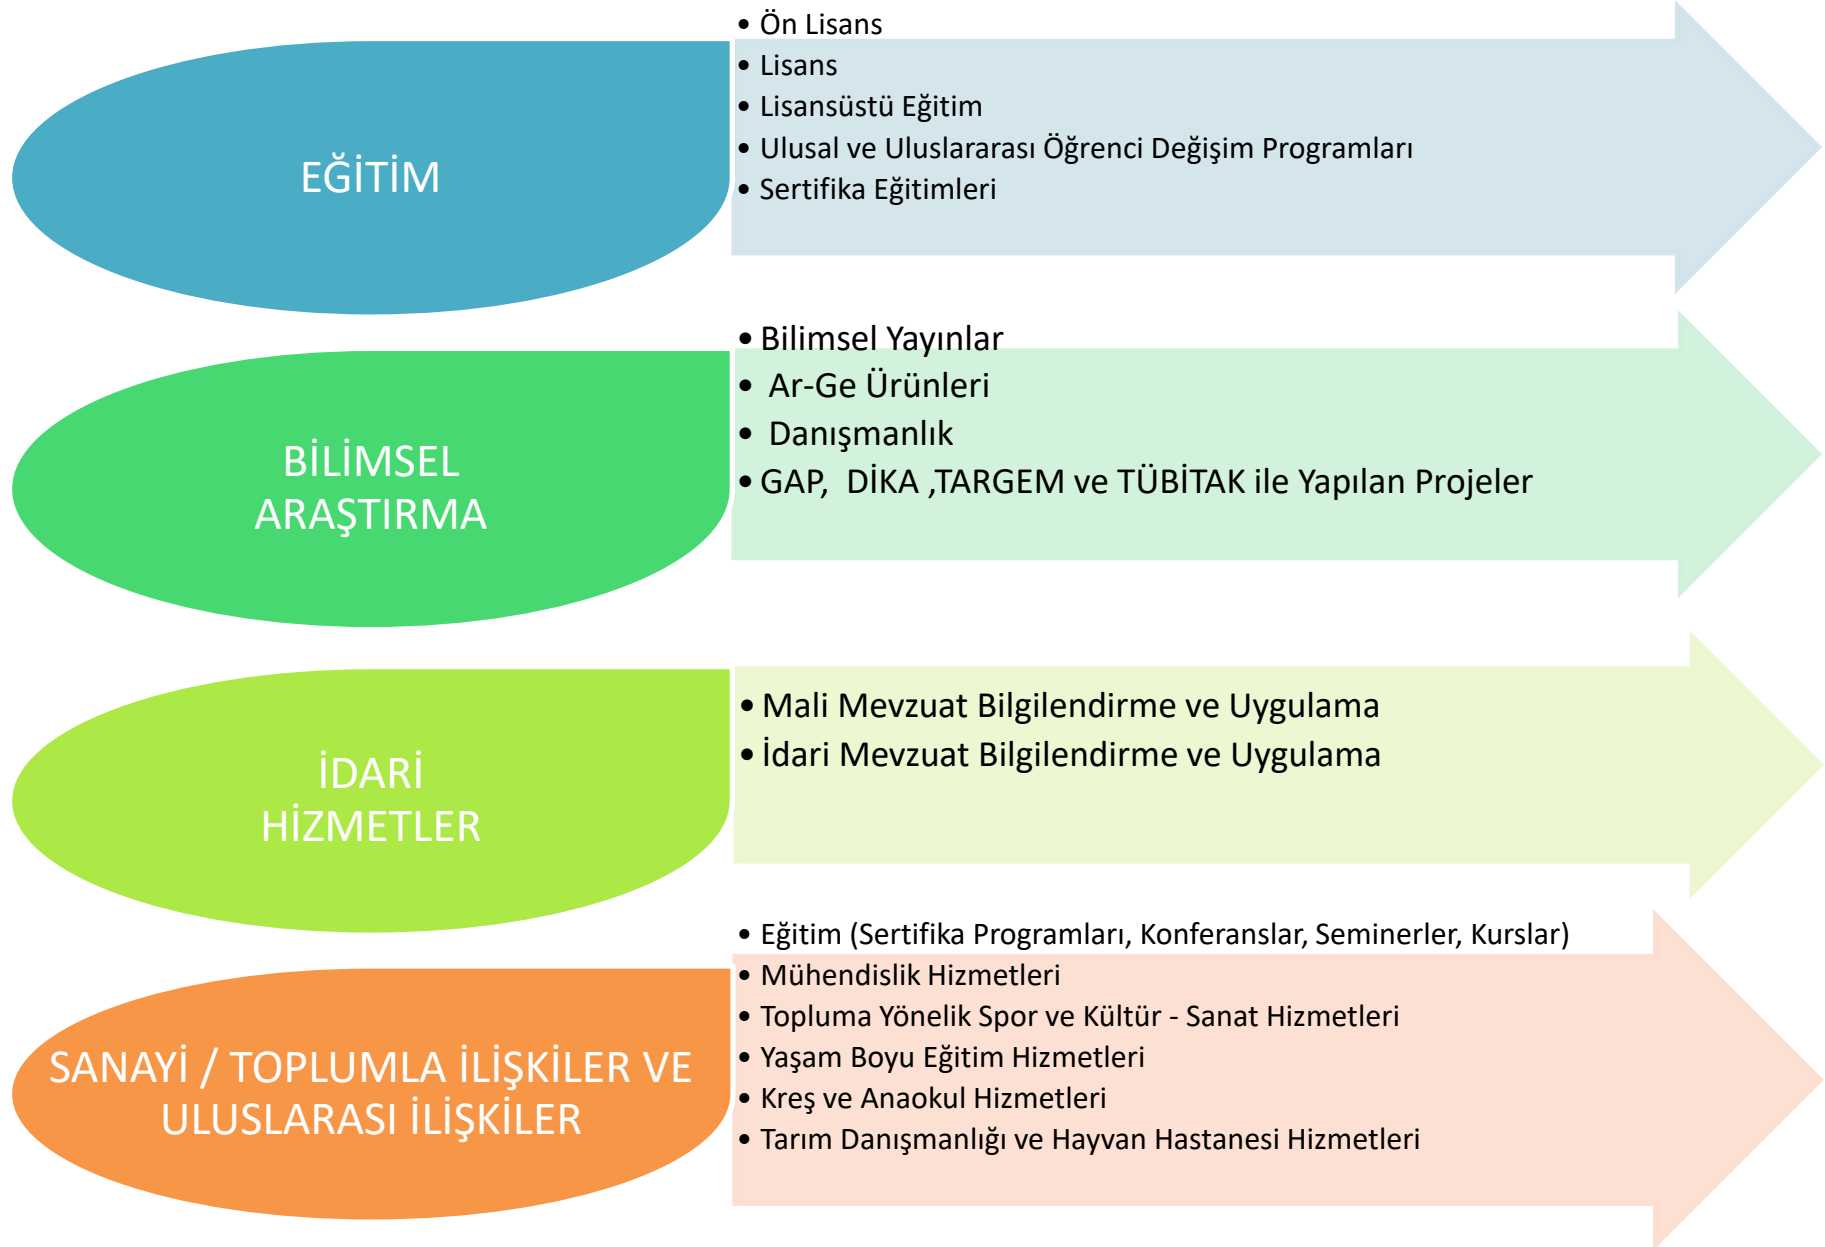 EĞİTİM
• Ön Lisans
• Lisans
• Lisansüstü Eğitim
• Ulusal ve Uluslararası Öğrenci Değişim Programları
• Sertifika Eğitimleri
BİLİMSEL
ARAŞTIRMA
• Bilimsel Yayınlar
• Ar-Ge Ürünleri
• Danışmanlık
• GAP, DİKA ,TARGEM ve TÜBİTAK ile Yapılan Projeler
İDARİ
HİZMETLER
• Mali Mevzuat Bilgilendirme ve Uygulama
• İdari Mevzuat Bilgilendirme ve Uygulama
SANAYİ / TOPLUMLA İLİŞKİLER VE
ULUSLARASI İLİŞKİLER
• Eğitim (Sertifika Programları, Konferanslar, Seminerler, Kurslar)
• Mühendislik Hizmetleri
• Topluma Yönelik Spor ve Kültür - Sanat Hizmetleri
• Yaşam Boyu Eğitim Hizmetleri
• Kreş ve Anaokul Hizmetleri
• Tarım Danışmanlığı ve Hayvan Hastanesi Hizmetleri